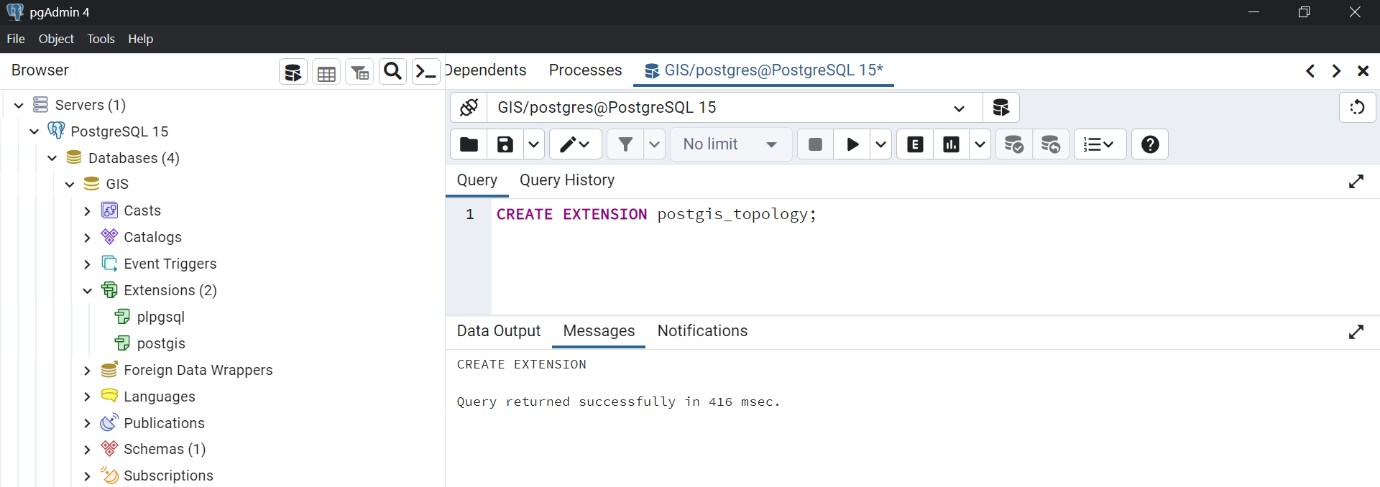 pgAdmin 4
File Object Tools Help
Browser
Dependents Processes GIS/postgres@PostgreSQL 15*
Servers (1)
GIS/postgres@PostgreSQL 15
PostgreSQL 15
Databases (4)
No limit
E
GIS
Query Query History
Casts
1 CREATE EXTENSION postgis_topology;
Catalogs
Event Triggers
Extensions (2)
plpgsql
Data Output Messages Notifications
postgis
CREATE EXTENSION
Foreign Data Wrappers
Languages
Query returned successfully in 416 msec.
Publications
Schemas (1)
Subscriptions